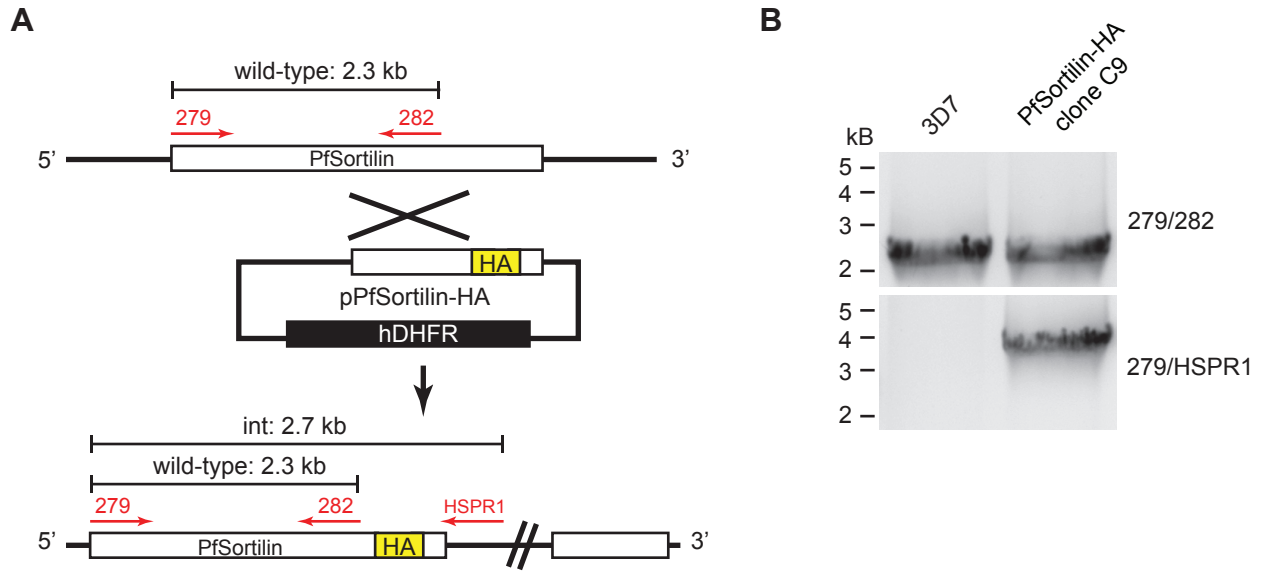 A
wild-type: 2.3 kb
279
282
5’
PfSortilin
3’
HA
pPfSortilin-HA
hDHFR
int: 2.7 kb
wild-type: 2.3 kb
279
282
HSPR1
5’
PfSortilin
HA
3’
B
kB
3D7
PfSortilin-HA
clone C9
5
4
3
2
279/282
5
4
3
2
279/HSPR1